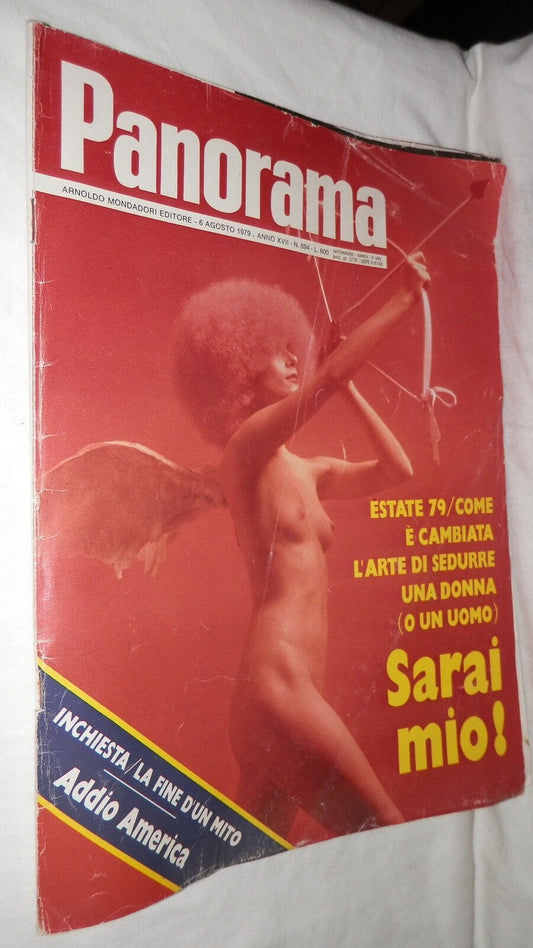 Panorama
ARNOLDO MONDADORI EDITORE - 6 AGOSTO 1979 - ANNO XVII - N. 694 - L. 600
ESTATE 79/COME
È CAMBIATA
L'ARTE DI SEDURRE
UNA DONNA
(O UN UOMO)
Sarai
mio!
INCHIESTA/LA FINE D'UN MITO
Addio America